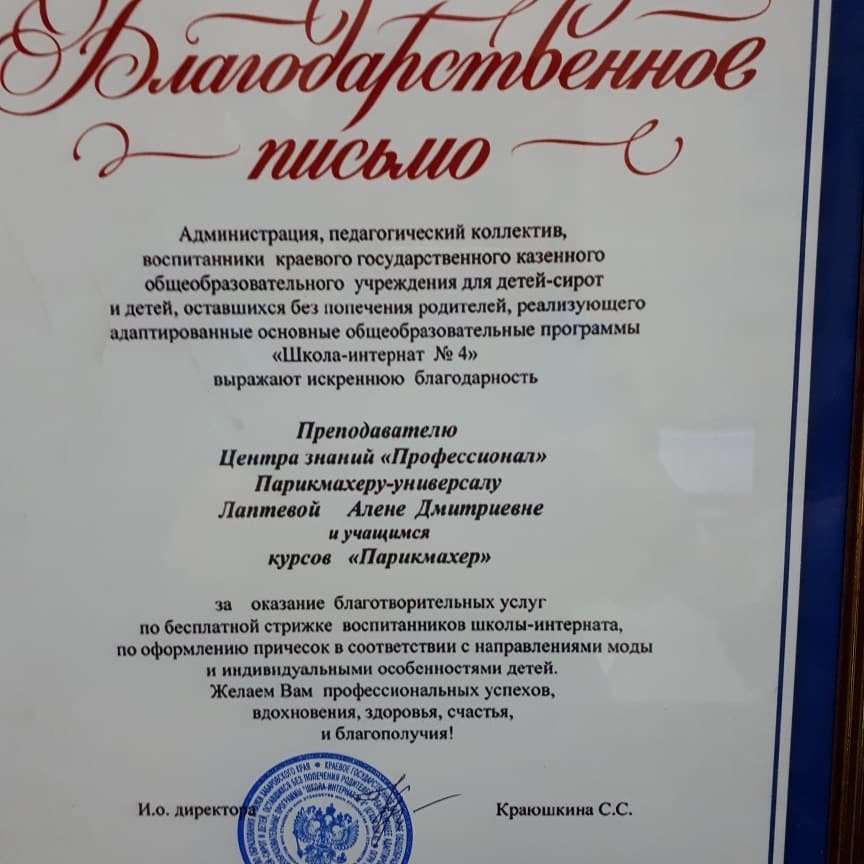 Благодарственное
письмо
Администрация, педагогический коллектив,
воспитанники краевого государственного казенного
общеобразовательного учреждения для детей-сирот
и детей, оставшихся без попечения родителей, реализующего
адаптированные основные общеобразовательные программы
«Школа-интернат № 4»
выражают искреннюю благодарность
Преподавателю
Центра знаний «Профессионал»
Парикмахеру-универсалу
Лаптевой Алене Дмитриевне
и учащимся
курсов «Парикмахер»
за оказание благотворительных услуг
по бесплатной стрижке воспитанников школы-интерната,
по оформлению причесок в соответствии с направлениями моды
и индивидуальными особенностями детей.
Желаем Вам профессиональных успехов,
вдохновения, здоровья, счастья,
и благополучия!
И.о. директора Краюшкина С.С.